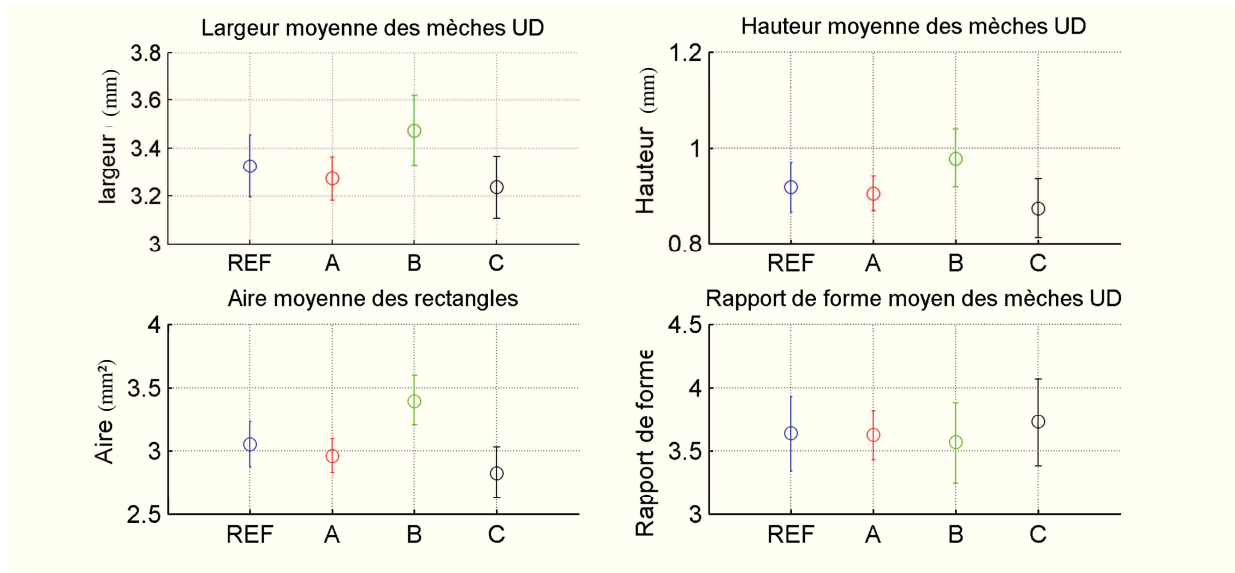 Largeur moyenne des mèches UD
3.8
3.6
3.4
3.2
3
largeur (mm)
REF A B C
Hauteur moyenne des mèches UD
1.2
1
0.8
Hauteur (mm)
REF A B C
Aire moyenne des rectangles
4
3.5
3
2.5
Aire (mm²)
REF A B C
Rapport de forme moyen des mèches UD
4.5
4
3.5
3
Rapport de forme
REF A B C